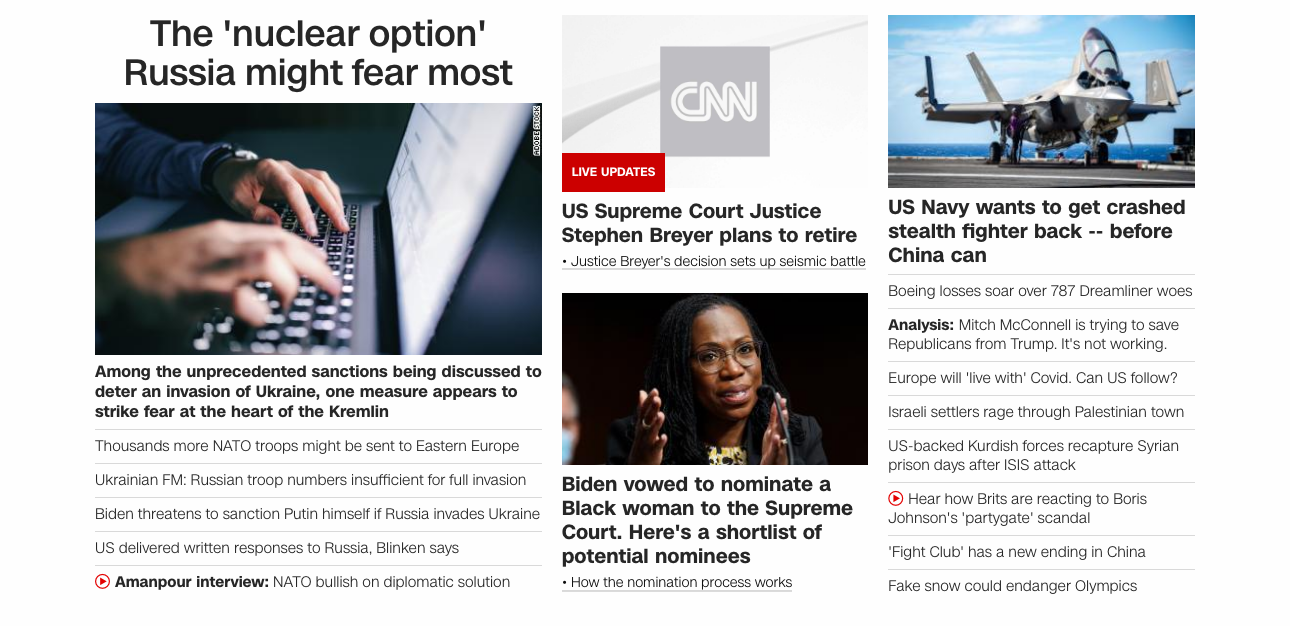 The 'nuclear option'
Russia might fear most
ADOBE STOCK
Among the unprecedented sanctions being discussed to
deter an invasion of Ukraine, one measure appears to
strike fear at the heart of the Kremlin
Thousands more NATO troops might be sent to Eastern Europe
Ukrainian FM: Russian troop numbers insufficient for full invasion
Biden threatens to sanction Putin himself if Russia invades Ukraine
US delivered written responses to Russia, Blinken says
Amanpour interview: NATO bullish on diplomatic solution
CNN
LIVE UPDATES
US Supreme Court Justice
Stephen Breyer plans to retire
• Justice Breyer's decision sets up seismic battle
Biden vowed to nominate a
Black woman to the Supreme
Court. Here's a shortlist of
potential nominees
• How the nomination process works
US Navy wants to get crashed
stealth fighter back -- before
China can
Boeing losses soar over 787 Dreamliner woes
Analysis: Mitch McConnell is trying to save
Republicans from Trump. It's not working.
Europe will 'live with' Covid. Can US follow?
Israeli settlers rage through Palestinian town
US-backed Kurdish forces recapture Syrian
prison days after ISIS attack
Hear how Brits are reacting to Boris
Johnson's 'partygate' scandal
'Fight Club' has a new ending in China
Fake snow could endanger Olympics